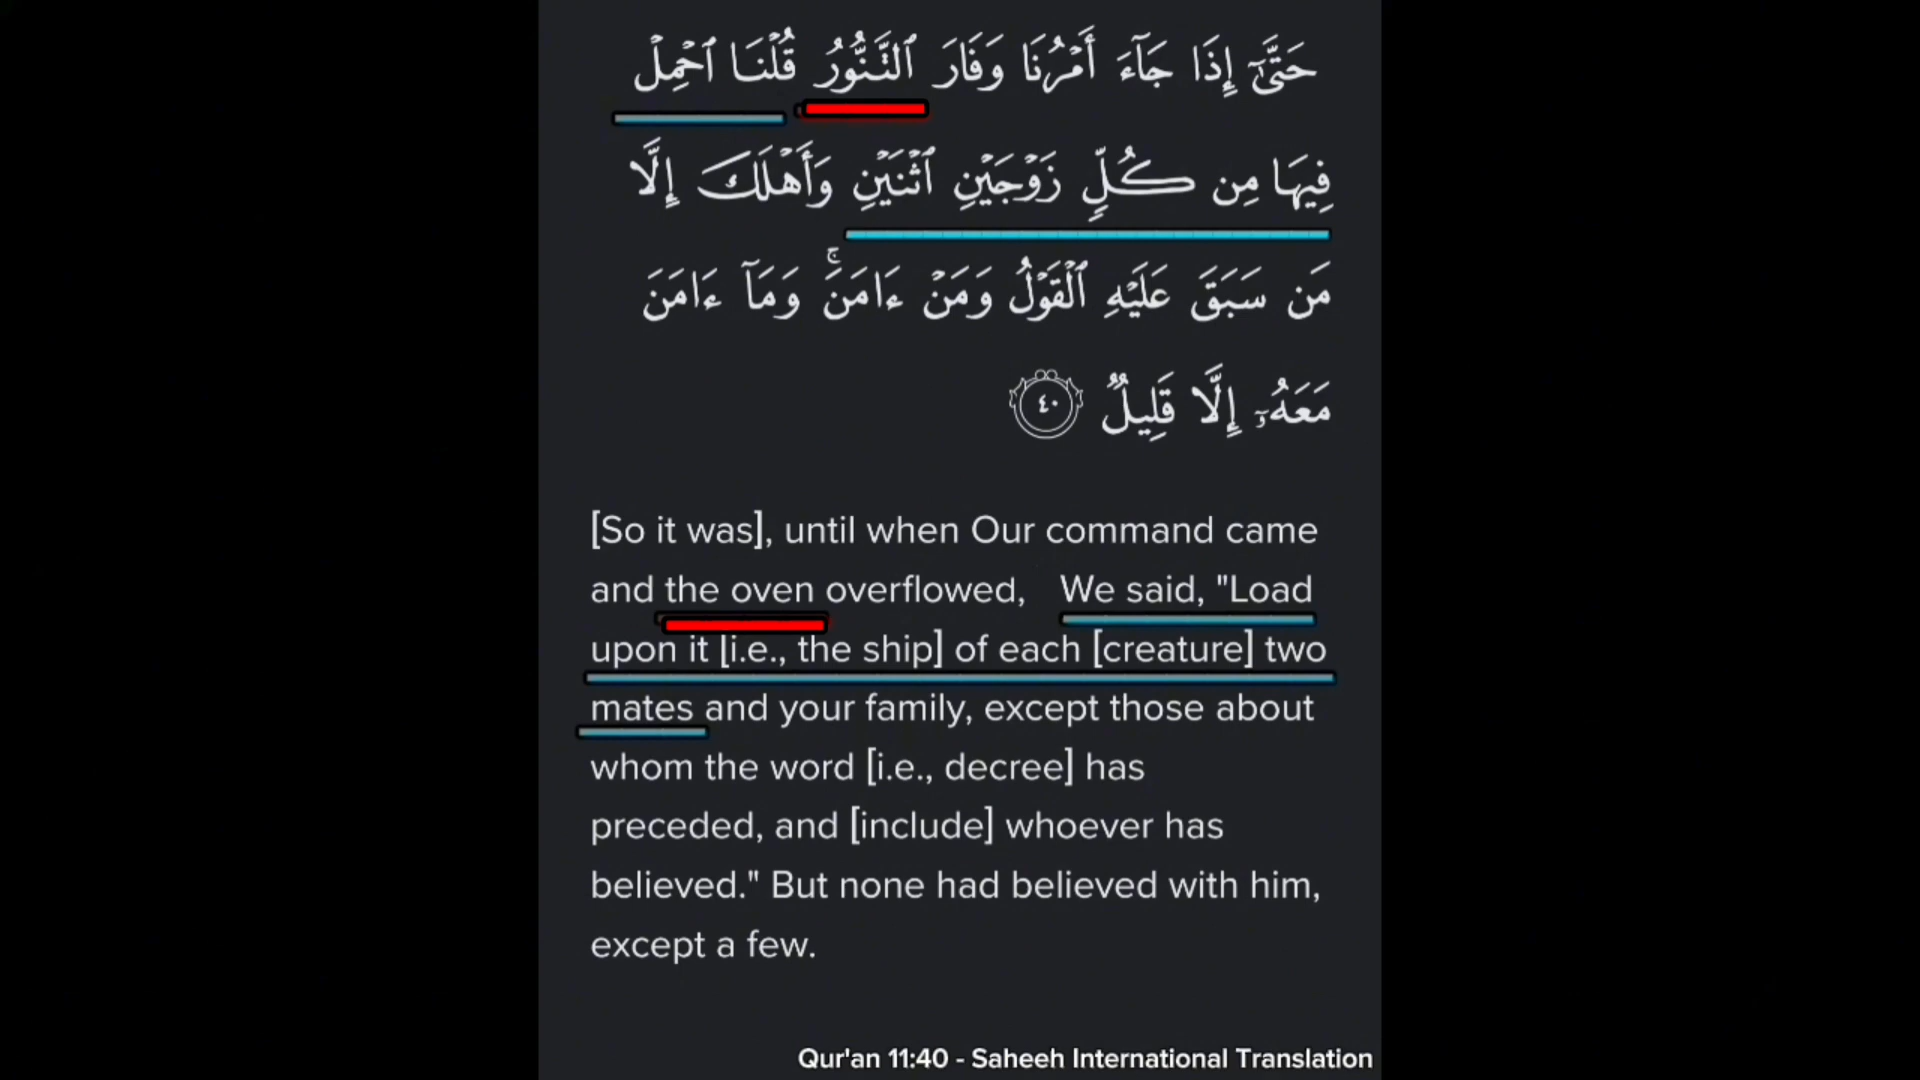 حَتَّىٰٓ إِذَا جَآءَ أَمْرُنَا وَفَارَ ٱلتَّنُّورُ قُلْنَا ٱحْمِلْ
فِيهَا مِن كُلٍّ زَوْجَيْنِ ٱثْنَيْنِ وَأَهْلَكَ إِلَّا
مَن سَبَقَ عَلَيْهِ ٱلْقَوْلُ وَمَنْ ءَامَنَ ۚ وَمَآ ءَامَنَ
مَعَهُۥٓ إِلَّا قَلِيلٌ ٤٠
[So it was], until when Our command came
and the oven overflowed, We said, "Load
upon it [i.e., the ship] of each [creature] two
mates and your family, except those about
whom the word [i.e., decree] has
preceded, and [include] whoever has
believed." But none had believed with him,
except a few.
Qur'an 11:40 - Saheeh International Translation